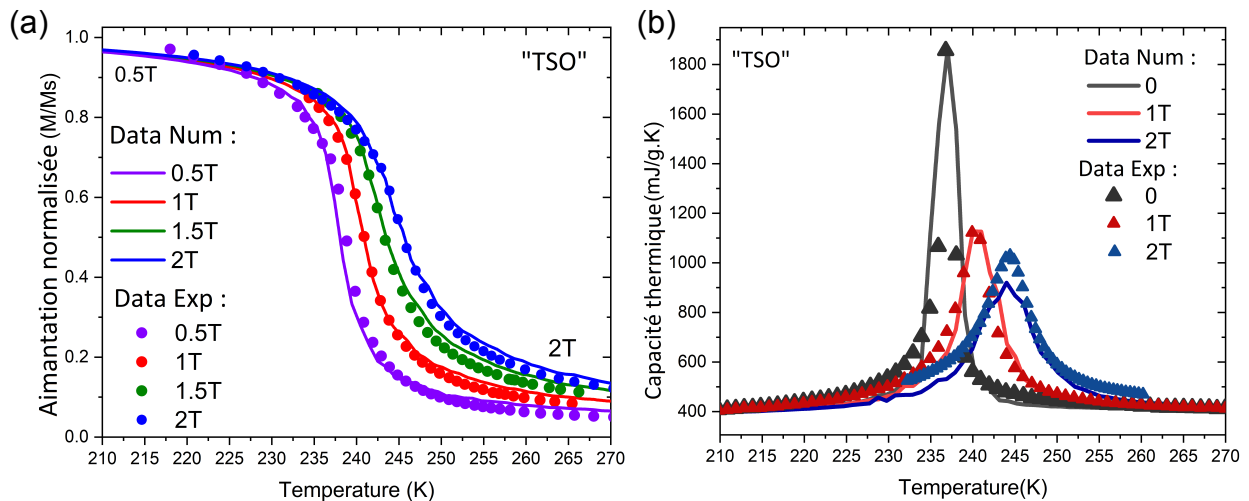 (a)
Aimantation normalisée (M/Ms)
1.0
0.8
0.6
0.4
0.2
0.0
"TSO"
0.5T
Data Num :
0.5T
1T
1.5T
2T
Data Exp :
0.5T
1T
1.5T
2T
2T
210 215 220 225 230 235 240 245 250 255 260 265 270
Temperature (K)
(b)
Capacité thermique(mJ/g.K)
1800
1600
1400
1200
1000
800
600
400
"TSO"
Data Num :
0
1T
2T
Data Exp :
0
1T
2T
210 215 220 225 230 235 240 245 250 255 260 265 270
Temperature(K)